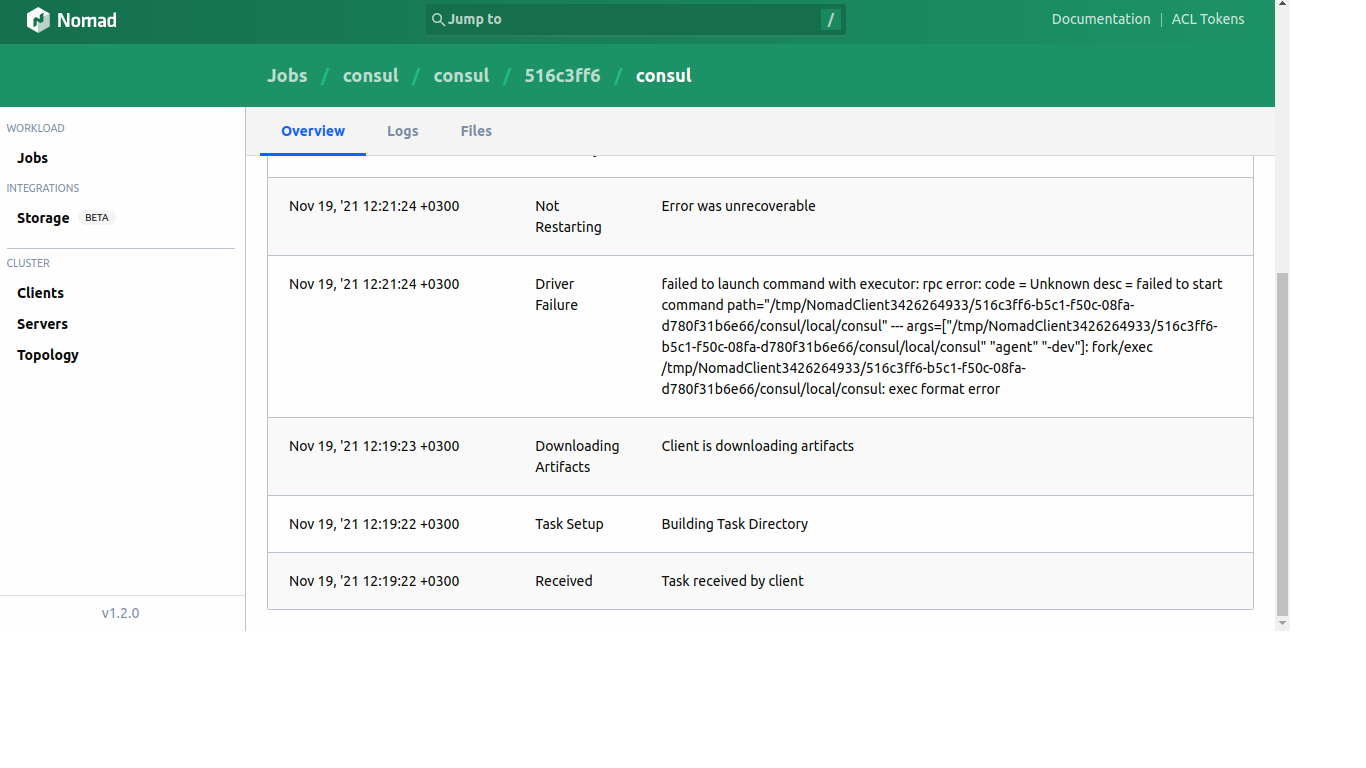 Nomad
Jump to
/
Documentation | ACL Tokens
Jobs / consul / consul / 516c3ff6 / consul
WORKLOAD
Jobs
INTEGRATIONS
Storage BETA
CLUSTER
Clients
Servers
Topology
v1.2.0
Overview Logs Files
Nov 19, '21 12:21:24 +0300
Not
Restarting
Error was unrecoverable
Nov 19, '21 12:21:24 +0300
Driver
Failure
failed to launch command with executor: rpc error: code = Unknown desc = failed to start
command path="/tmp/NomadClient3426264933/516c3ff6-b5c1-f50c-08fa-
d780f31b6e66/consul/local/consul" --- args=["/tmp/NomadClient3426264933/516c3ff6-
b5c1-f50c-08fa-d780f31b6e66/consul/local/consul" "agent" "-dev"]: fork/exec
/tmp/NomadClient3426264933/516c3ff6-b5c1-f50c-08fa-
d780f31b6e66/consul/local/consul: exec format error
Nov 19, '21 12:19:23 +0300
Downloading
Artifacts
Client is downloading artifacts
Nov 19, '21 12:19:22 +0300
Task Setup
Building Task Directory
Nov 19, '21 12:19:22 +0300
Received
Task received by client